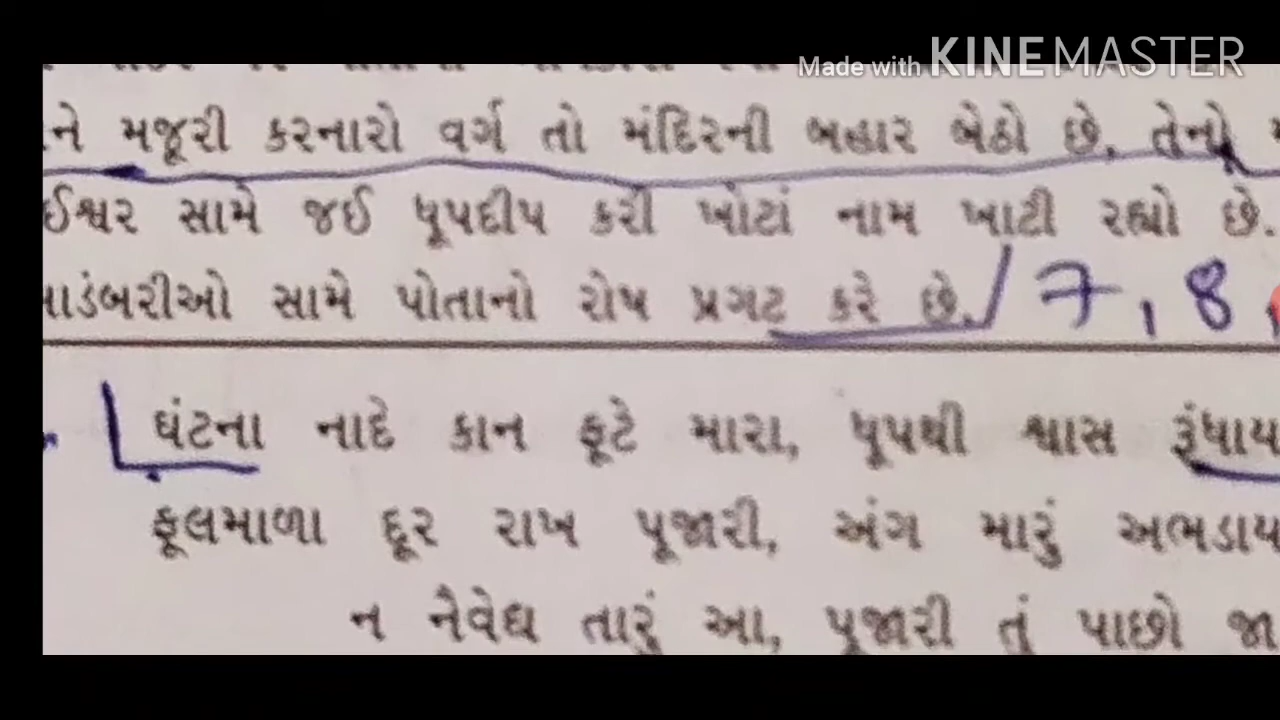 Made with KINEMASTER
ને મજૂરી કરનારો વર્ગ તો મંદિરની બહાર બેઠો છે. તેનો
ઈશ્વર સામે જઈ ધૂપદીપ કરી ખોટાં નામ ખાટી રહ્યો છે.
આડંબરીઓ સામે પોતાનો રોષ પ્રગટ કરે છે. 7, 8
ઘંટના નાદે કાન ફૂટે મારા, ધૂપથી શ્વાસ રૂંધાય
ફૂલમાળા દૂર રાખ પૂજારી, અંગ મારું અભડાય
ન નૈવેદ્ય તારું આ, પૂજારી તું પાછો જા